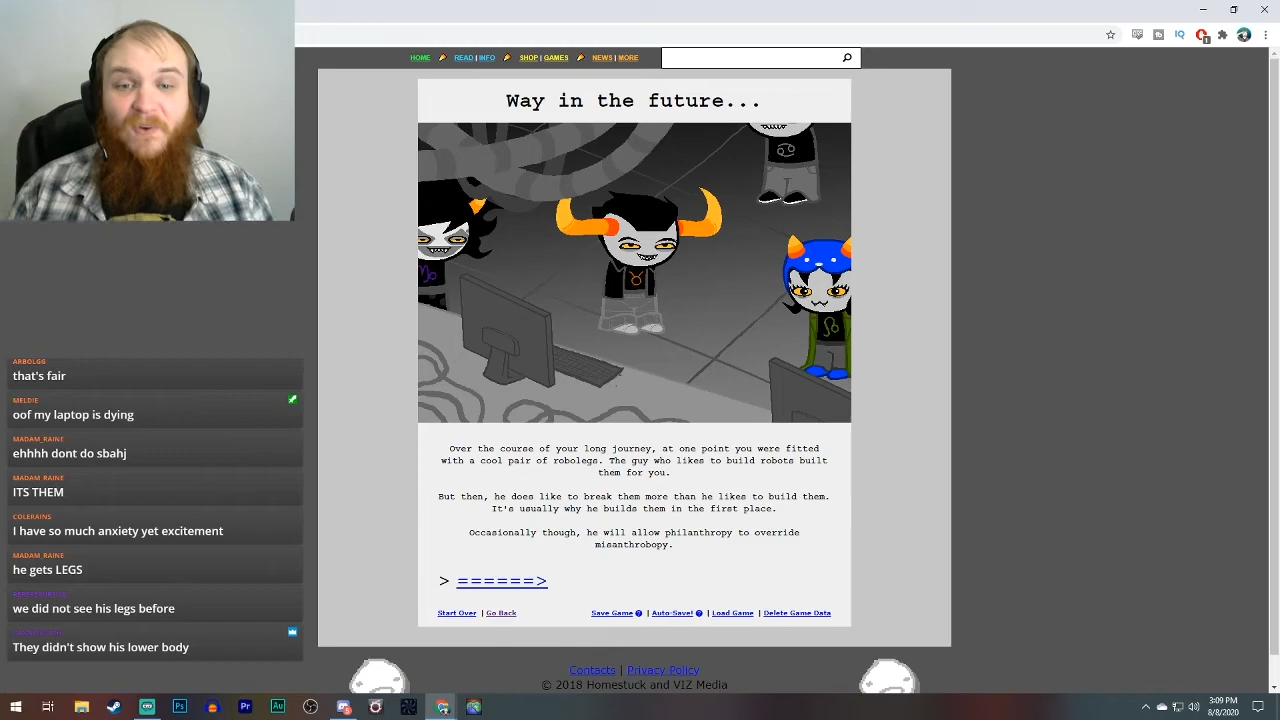 HOME READ | INFO SHOP | GAMES NEWS | MORE
Way in the future...
Over the course of your long journey, at one point you were fitted
with a cool pair of robolegs. The guy who likes to build robots built
them for you.
But then, he does like to break them more than he likes to build them.
It's usually why he builds them in the first place.
Occasionally though, he will allow philanthropy to override
misanthrobopy.
> ======>
Start Over | Go Back Save Game ? | Auto-Save! ? | Load Game | Delete Game Data
Contacts | Privacy Policy
© 2018 Homestuck and VIZ Media
ARBOLGG
that's fair
MELDIE
oof my laptop is dying
MADAM_RAINE
ehhhh dont do sbahj
MADAM_RAINE
ITS THEM
COLERAINS
I have so much anxiety yet excitement
MADAM_RAINE
he gets LEGS
we did not see his legs before
They didn't show his lower body
IQ
1
Ps
Pr
Au
3:09 PM
8/8/2020